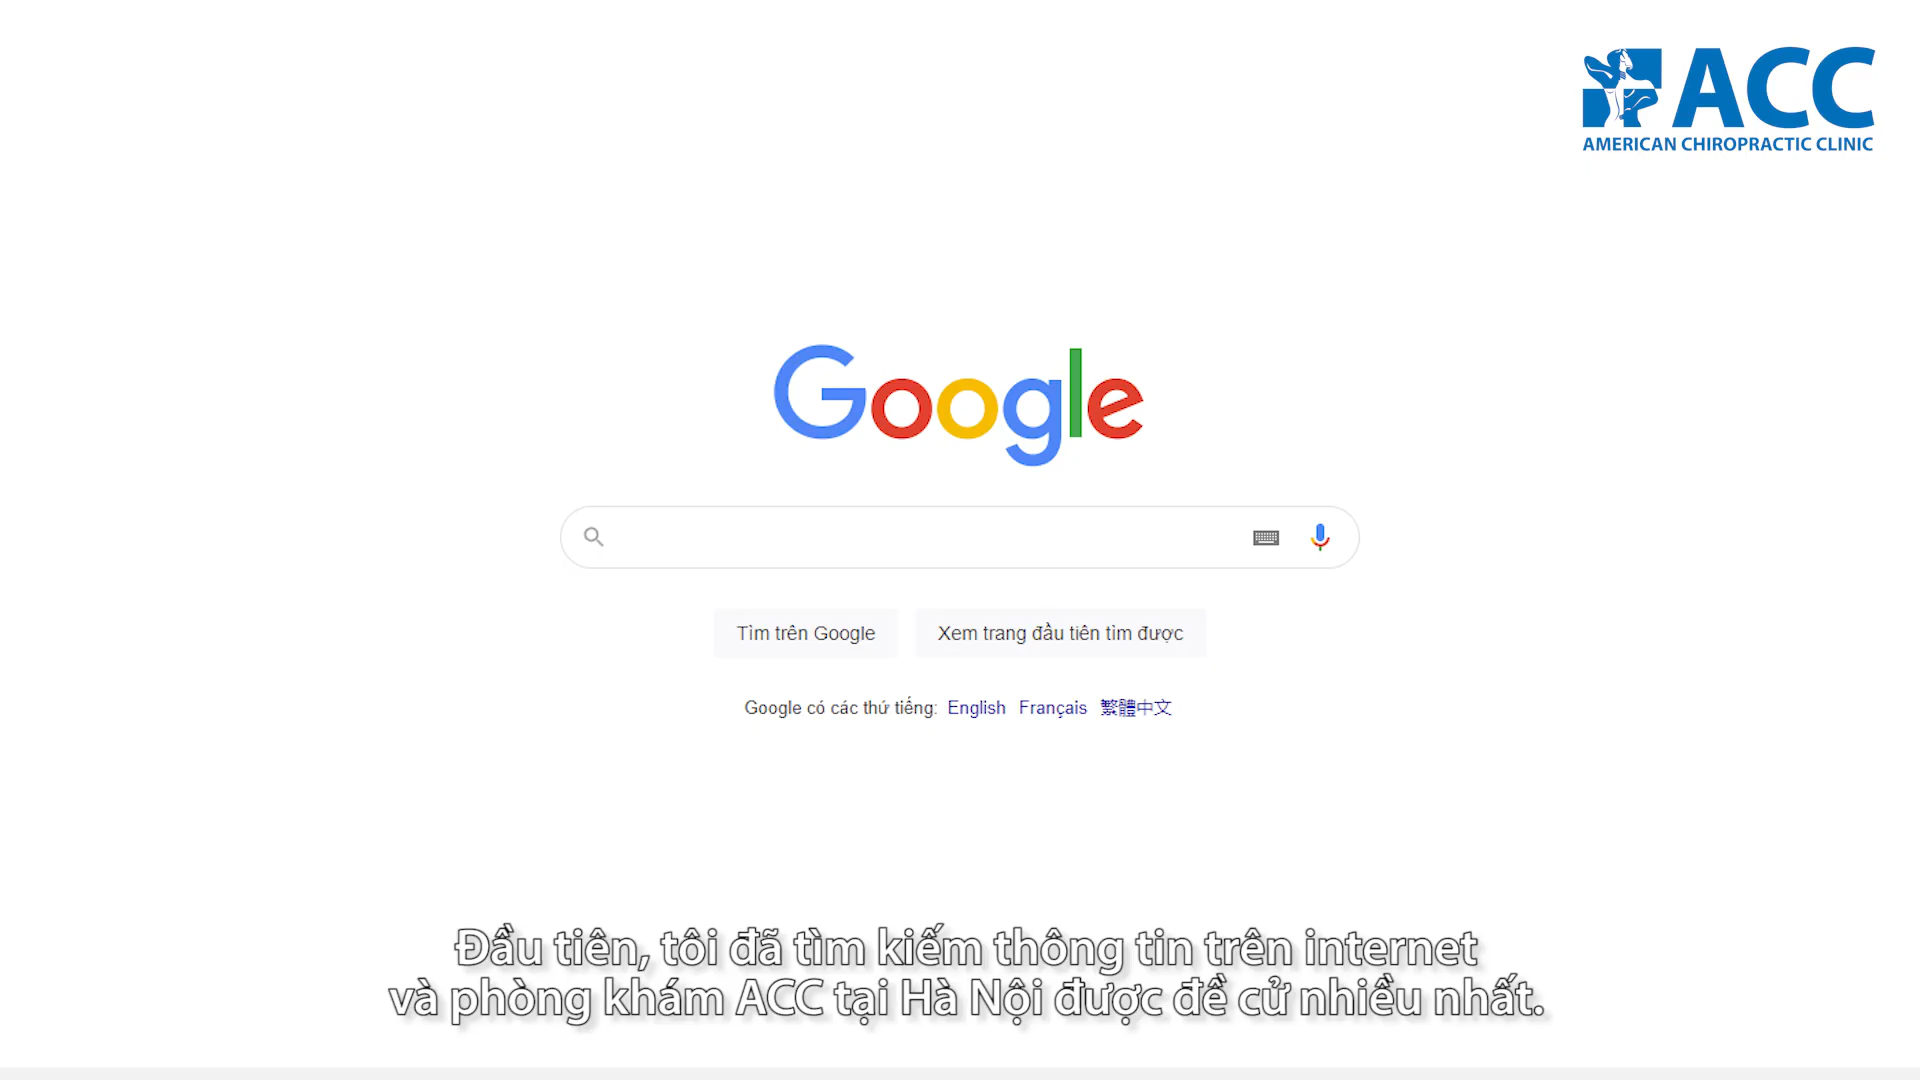 ACC
AMERICAN CHIROPRACTIC CLINIC
Google
Tìm trên Google
Xem trang đầu tiên tìm được
Google có các thứ tiếng: English Français 繁體中文
Đầu tiên, tôi đã tìm kiếm thông tin trên internet
và phòng khám ACC tại Hà Nội được đề cử nhiều nhất.